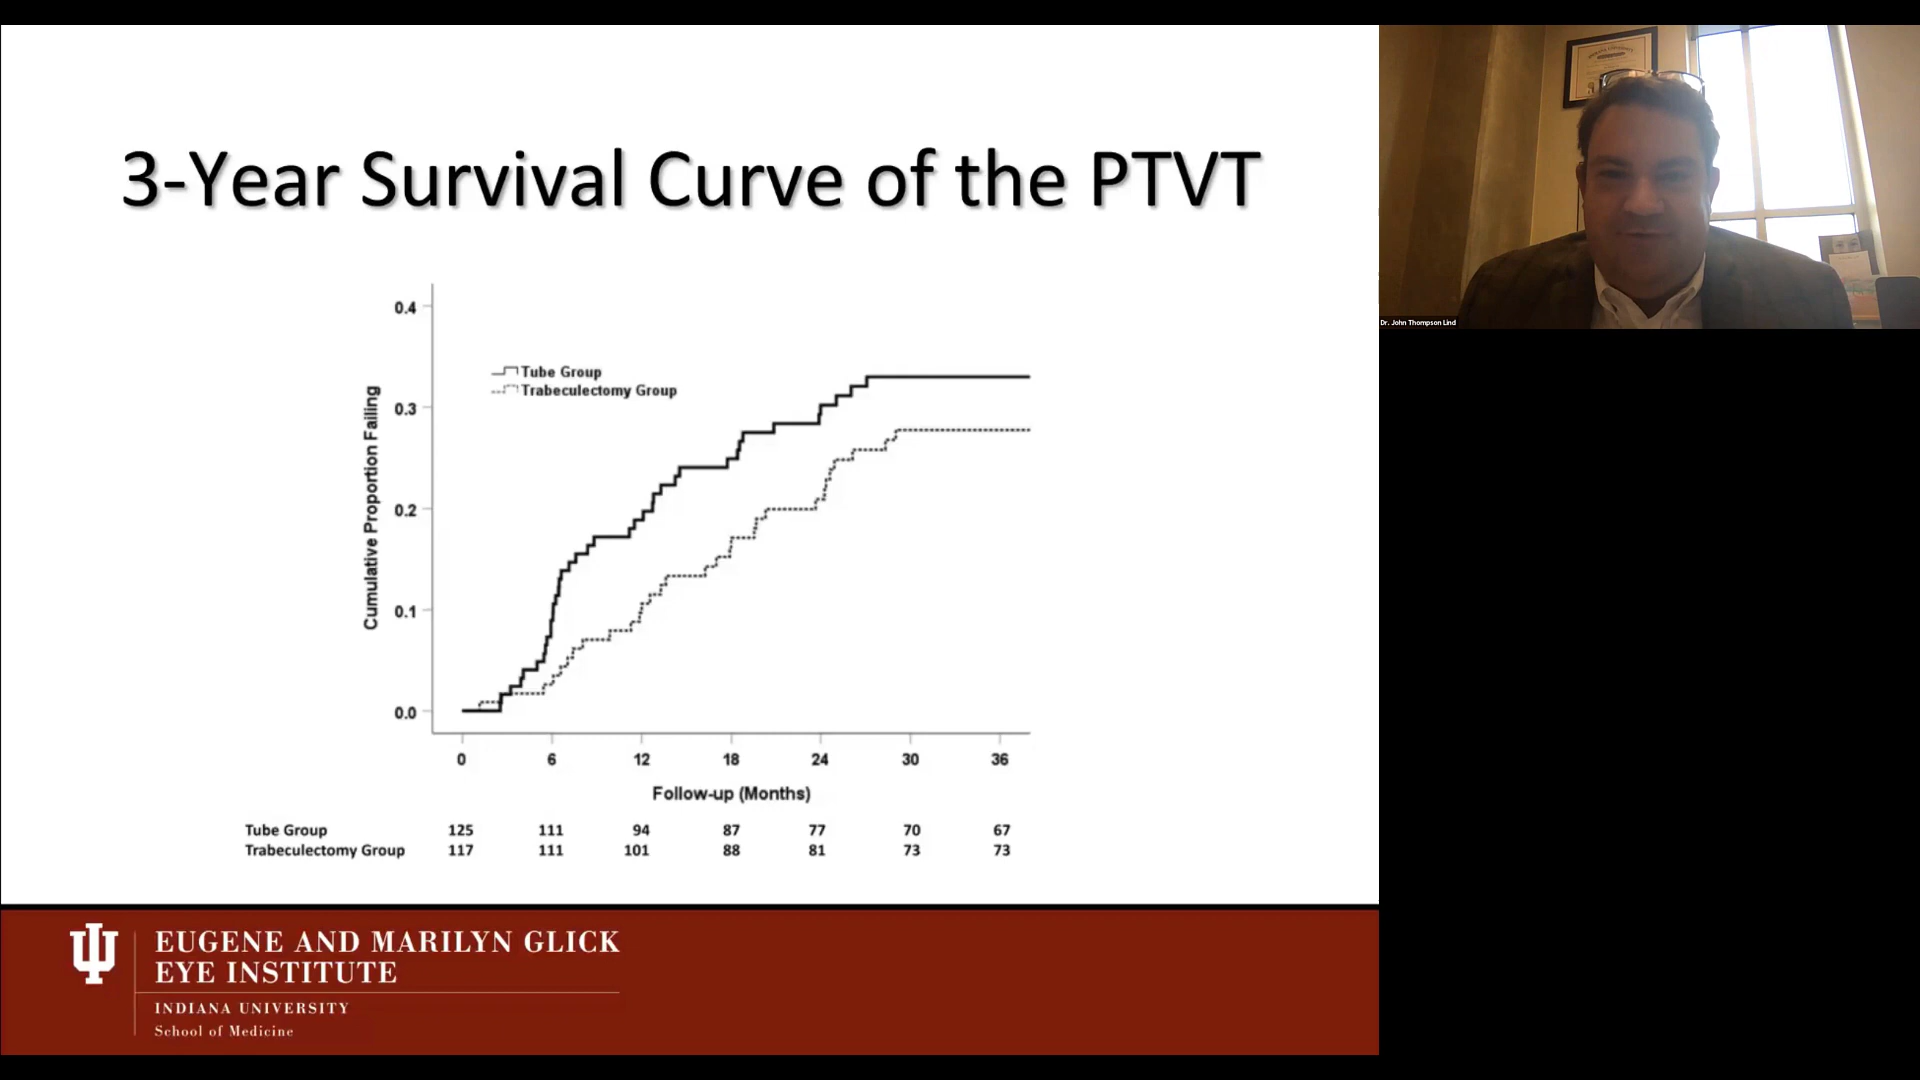 3-Year Survival Curve of the PTVT
0.4
0.3
0.2
0.1
0.0
Cumulative Proportion Failing
Tube Group
Trabeculectomy Group
0 6 12 18 24 30 36
Follow-up (Months)
Tube Group 125 111 94 87 77 70 67
Trabeculectomy Group 117 111 101 88 81 73 73
EUGENE AND MARILYN GLICK
EYE INSTITUTE
INDIANA UNIVERSITY
School of Medicine
Dr. John Thompson Lind